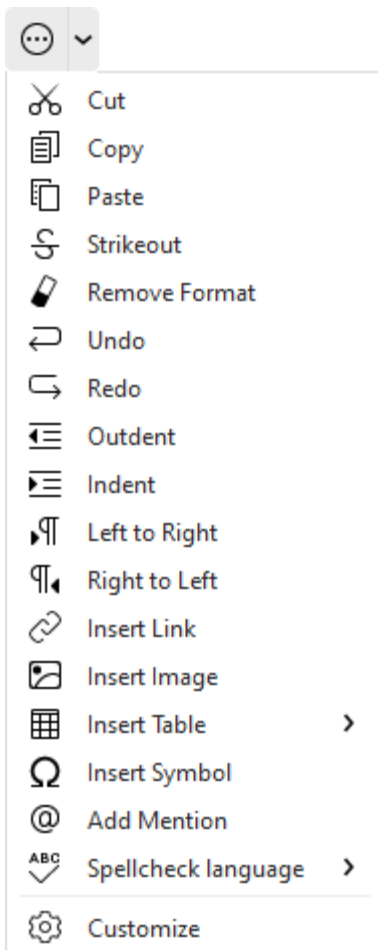 Cut
Copy
Paste
Strikeout
Remove Format
Undo
Redo
Outdent
Indent
Left to Right
Right to Left
Insert Link
Insert Image
Insert Table
Insert Symbol
@ Add Mention
ABC Spellcheck language
Customize